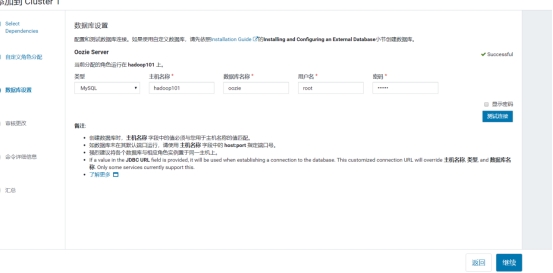 添加到 Cluster 1
Select
Dependencies
自定义角色分配
数据库设置
审核更改
命令详细信息
汇总
数据库设置
配置和测试数据库连接。如果使用自定义数据库，请先依照Installation Guide的Installing and Configuring an External Database小节创建数据库。
Oozie Server
Successful
当前分配的角色运行在 hadoop101 上。
类型 主机名称 * 数据库名称 * 用户名 * 密码 *
MySQL hadoop101 oozie root •••••
显示密码
测试连接
备注：
创建数据库时，主机名称 字段中的值必须与您用于主机名称的值匹配。
如数据库未在其默认端口运行，请使用 主机名称 字段中的 host:port 指定端口号。
强烈建议将各个数据库与相应角色实例置于同一主机上。
If a value in the JDBC URL field is provided, it will be used when establishing a connection to the database. This customized connection URL will override 主机名称, 类型, and 数据库名
称. Only some services currently support this.
了解更多
返回 继续